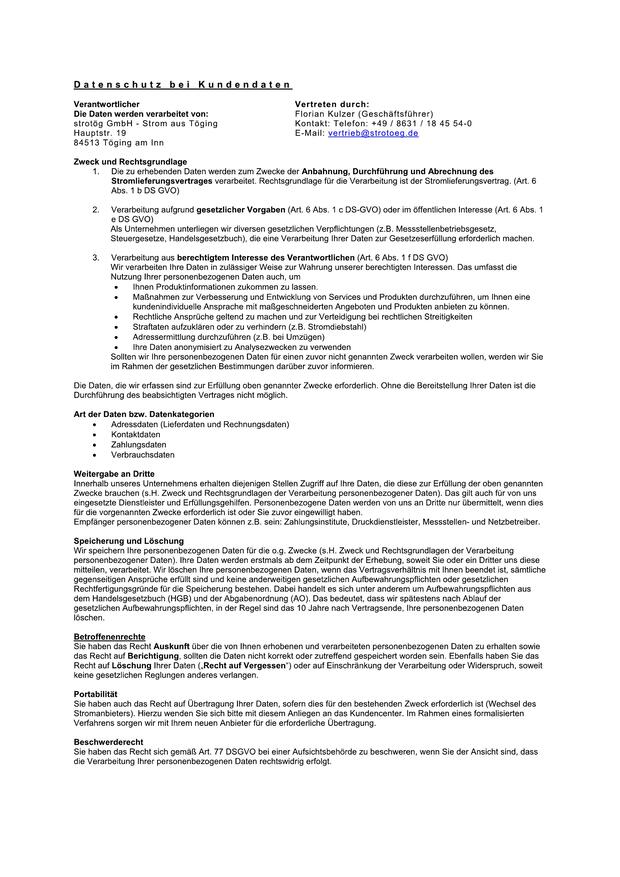 Datenschutz bei Kundendaten
Verantwortlicher
Die Daten werden verarbeitet von:
strotög GmbH - Strom aus Töging
Hauptstr. 19
84513 Töging am Inn
Vertreten durch:
Florian Kulzer (Geschäftsführer)
Kontakt: Telefon: +49 / 8631 / 18 45 54-0
E-Mail: vertrieb@strotoeg.de
Zweck und Rechtsgrundlage
1. Die zu erhebenden Daten werden zum Zwecke der Anbahnung, Durchführung und Abrechnung des
Stromlieferungsvertrages verarbeitet. Rechtsgrundlage für die Verarbeitung ist der Stromlieferungsvertrag. (Art. 6
Abs. 1 b DS GVO)
2. Verarbeitung aufgrund gesetzlicher Vorgaben (Art. 6 Abs. 1 c DS-GVO) oder im öffentlichen Interesse (Art. 6 Abs. 1
e DS GVO)
Als Unternehmen unterliegen wir diversen gesetzlichen Verpflichtungen (z.B. Messstellenbetriebsgesetz,
Steuergesetze, Handelsgesetzbuch), die eine Verarbeitung Ihrer Daten zur Gesetzeserfüllung erforderlich machen.
3. Verarbeitung aus berechtigtem Interesse des Verantwortlichen (Art. 6 Abs. 1 f DS GVO)
Wir verarbeiten Ihre Daten in zulässiger Weise zur Wahrung unserer berechtigten Interessen. Das umfasst die
Nutzung Ihrer personenbezogenen Daten auch, um
• Ihnen Produktinformationen zukommen zu lassen.
• Maßnahmen zur Verbesserung und Entwicklung von Services und Produkten durchzuführen, um Ihnen eine
kundenindividuelle Ansprache mit maßgeschneiderten Angeboten und Produkten anbieten zu können.
• Rechtliche Ansprüche geltend zu machen und zur Verteidigung bei rechtlichen Streitigkeiten
• Straftaten aufzuklären oder zu verhindern (z.B. Stromdiebstahl)
• Adressermittlung durchzuführen (z.B. bei Umzügen)
• Ihre Daten anonymisiert zu Analysezwecken zu verwenden
Sollten wir Ihre personenbezogenen Daten für einen zuvor nicht genannten Zweck verarbeiten wollen, werden wir Sie
im Rahmen der gesetzlichen Bestimmungen darüber zuvor informieren.
Die Daten, die wir erfassen sind zur Erfüllung oben genannter Zwecke erforderlich. Ohne die Bereitstellung Ihrer Daten ist die
Durchführung des beabsichtigten Vertrages nicht möglich.
Art der Daten bzw. Datenkategorien
• Adressdaten (Lieferdaten und Rechnungsdaten)
• Kontaktdaten
• Zahlungsdaten
• Verbrauchsdaten
Weitergabe an Dritte
Innerhalb unseres Unternehmens erhalten diejenigen Stellen Zugriff auf Ihre Daten, die diese zur Erfüllung der oben genannten
Zwecke brauchen (s.H. Zweck und Rechtsgrundlagen der Verarbeitung personenbezogener Daten). Das gilt auch für von uns
eingesetzte Dienstleister und Erfüllungsgehilfen. Personenbezogene Daten werden von uns an Dritte nur übermittelt, wenn dies
für die vorgenannten Zwecke erforderlich ist oder Sie zuvor eingewilligt haben.
Empfänger personenbezogener Daten können z.B. sein: Zahlungsinstitute, Druckdienstleister, Messstellen- und Netzbetreiber.
Speicherung und Löschung
Wir speichern Ihre personenbezogenen Daten für die o.g. Zwecke (s.H. Zweck und Rechtsgrundlagen der Verarbeitung
personenbezogener Daten). Ihre Daten werden erstmals ab dem Zeitpunkt der Erhebung, soweit Sie oder ein Dritter uns diese
mitteilen, verarbeitet. Wir löschen Ihre personenbezogenen Daten, wenn das Vertragsverhältnis mit Ihnen beendet ist, sämtliche
gegenseitigen Ansprüche erfüllt sind und keine anderweitigen gesetzlichen Aufbewahrungspflichten oder gesetzlichen
Rechtfertigungsgründe für die Speicherung bestehen. Dabei handelt es sich unter anderem um Aufbewahrungspflichten aus
dem Handelsgesetzbuch (HGB) und der Abgabenordnung (AO). Das bedeutet, dass wir spätestens nach Ablauf der
gesetzlichen Aufbewahrungspflichten, in der Regel sind das 10 Jahre nach Vertragsende, Ihre personenbezogenen Daten
löschen.
Betroffenenrechte
Sie haben das Recht Auskunft über die von Ihnen erhobenen und verarbeiteten personenbezogenen Daten zu erhalten sowie
das Recht auf Berichtigung, sollten die Daten nicht korrekt oder zutreffend gespeichert worden sein. Ebenfalls haben Sie das
Recht auf Löschung Ihrer Daten („Recht auf Vergessen“) oder auf Einschränkung der Verarbeitung oder Widerspruch, soweit
keine gesetzlichen Reglungen anderes verlangen.
Portabilität
Sie haben auch das Recht auf Übertragung Ihrer Daten, sofern dies für den bestehenden Zweck erforderlich ist (Wechsel des
Stromanbieters). Hierzu wenden Sie sich bitte mit diesem Anliegen an das Kundencenter. Im Rahmen eines formalisierten
Verfahrens sorgen wir mit Ihrem neuen Anbieter für die erforderliche Übertragung.
Beschwerderecht
Sie haben das Recht sich gemäß Art. 77 DSGVO bei einer Aufsichtsbehörde zu beschweren, wenn Sie der Ansicht sind, dass
die Verarbeitung Ihrer personenbezogenen Daten rechtswidrig erfolgt.